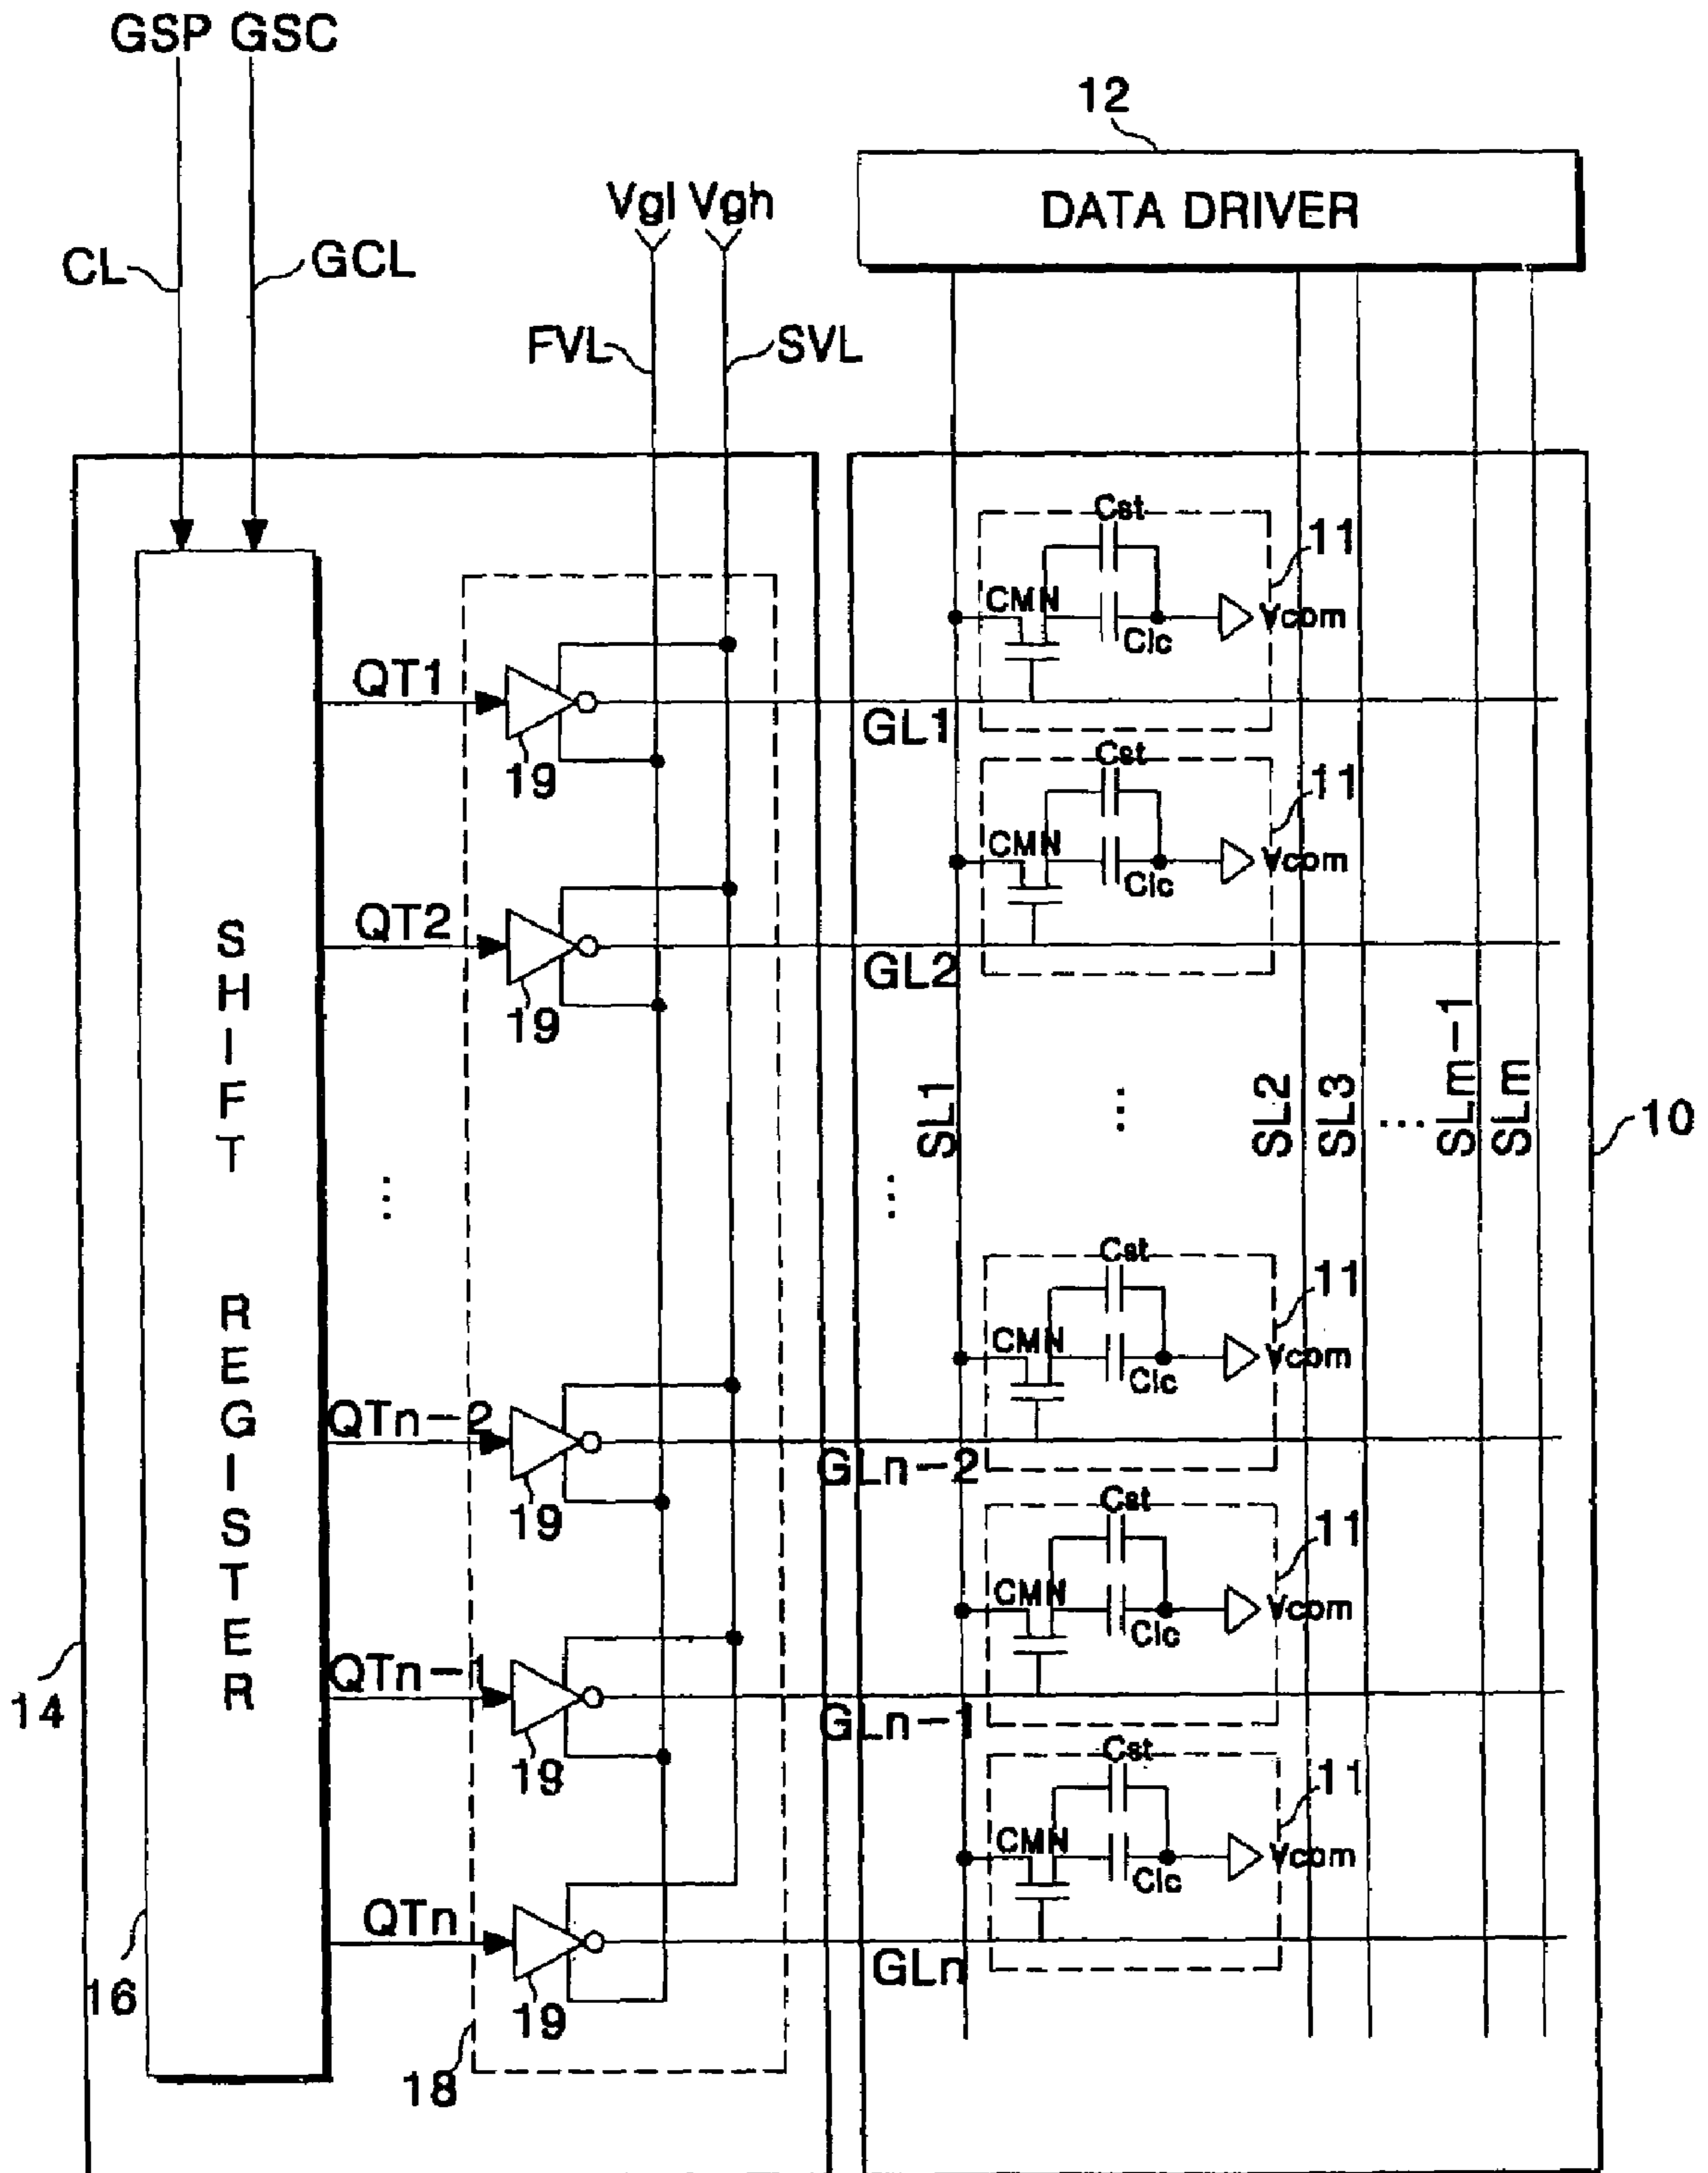 GSP GSC
12
Vgl Vgh
DATA DRIVER
CL
GCL
FVL
SVL
Cst
11
CMN
Vcom
Clc
QT1
GL1
19
Cst
11
CMN
Vcom
Clc
QT2
GL2
19
SHIFT REGISTER
SL1
SL2
SL3
...
SLm-1
SLm
10
...
...
...
Cst
11
CMN
Vcom
Clc
QTn-2
GLn-2
19
Cst
11
CMN
Vcom
Clc
QTn-1
GLn-1
14
19
Cst
11
CMN
Vcom
Clc
QTn
GLn
16
19
18